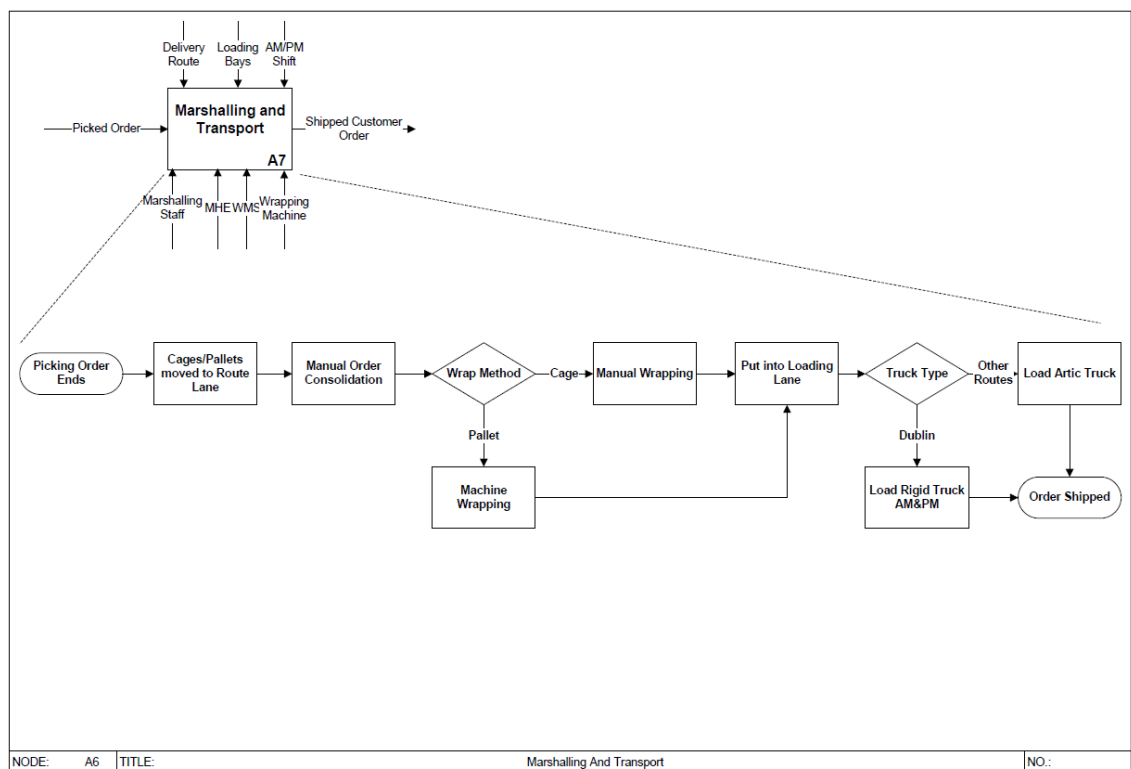 Delivery
Route
Loading
Bays
AM/PM
Shift
Marshalling and
Transport
A7
Picked Order
Shipped Customer
Order
Marshalling
Staff
MHE
WMS
Wrapping
Machine
Picking Order
Ends
Cages/Pallets
moved to Route
Lane
Manual Order
Consolidation
Wrap Method
Cage
Manual Wrapping
Put into Loading
Lane
Truck Type
Other
Routes
Load Artic Truck
Pallet
Dublin
Machine
Wrapping
Load Rigid Truck
AM&PM
Order Shipped
NODE: A6 TITLE: Marshalling And Transport NO.: